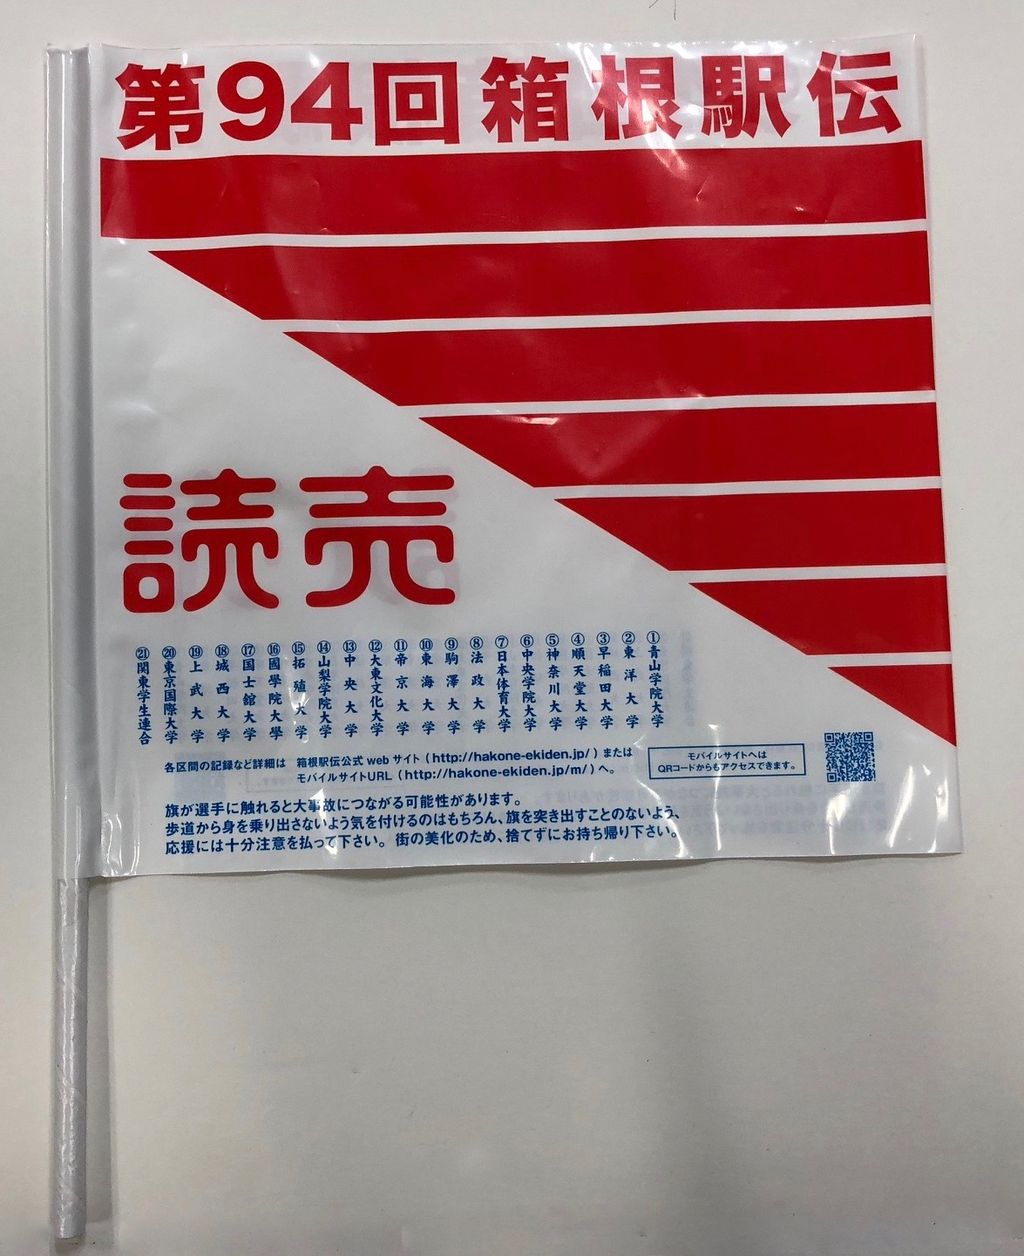 第94回 箱根駅伝
読売
①青山学院大学
②東洋大学
③早稲田大学
④順天堂大学
⑤神奈川大学
⑥中央学院大学
⑦日本体育大学
⑧法政大学
⑨駒澤大学
⑩東海大学
⑪帝京大学
⑫大東文化大学
⑬中央大学
⑭山梨学院大学
⑮拓殖大学
⑯國學院大學
⑰国士舘大学
⑱城西大学
⑲上武大学
⑳東京国際大学
㉑関東学生連合
各区間の記録など詳細は 箱根駅伝公式 web サイト ( http://hakone-ekiden.jp/ ) または
モバイルサイトURL ( http://hakone-ekiden.jp/m/ ) へ。
モバイルサイトへは
QRコードからもアクセスできます。
旗が選手に触れると大事故につながる可能性があります。
歩道から身を乗り出さないよう気を付けるのはもちろん、旗を突き出すことのないよう、
応援には十分注意を払って下さい。 街の美化のため、捨てずにお持ち帰り下さい。